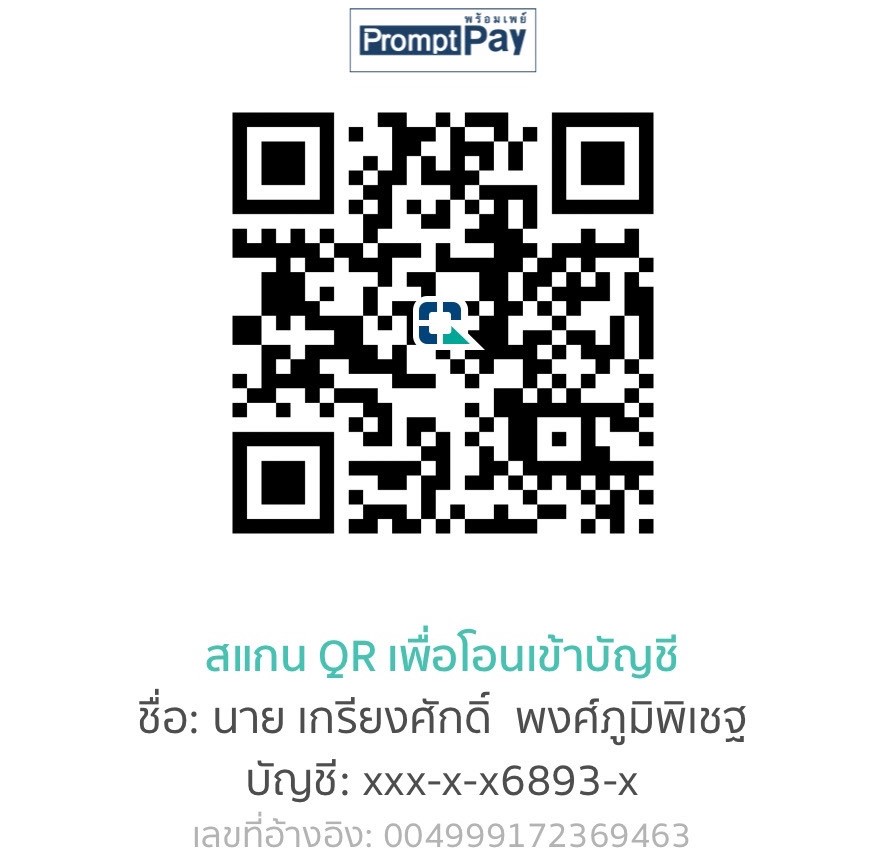 พร้อมเพย์
PromptPay
สแกน QR เพื่อโอนเข้าบัญชี
ชื่อ: นาย เกรียงศักดิ์ พงศ์ภูมิพิเชฐ
บัญชี: xxx-x-x6893-x
เลขที่อ้างอิง: 004999172369463